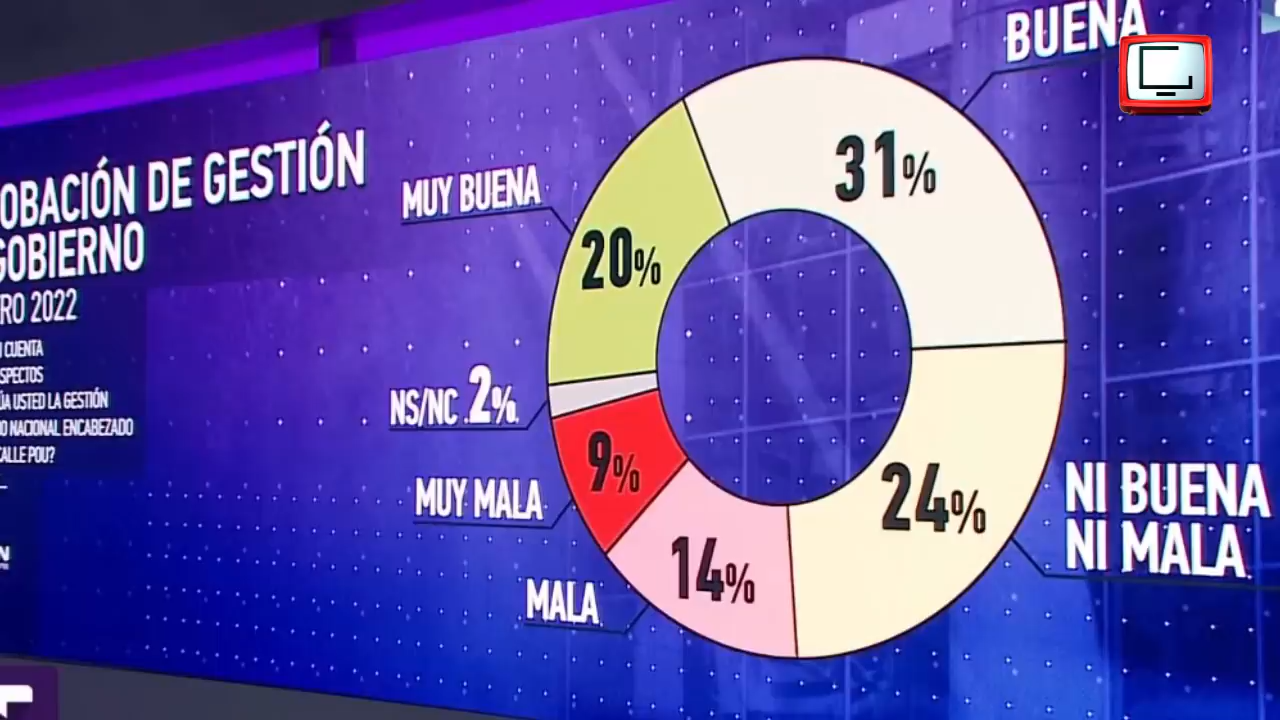 OBACIÓN DE GESTIÓN
GOBIERNO
RO 2022
CUENTA
SPECTOS
ÚA USTED LA GESTIÓN
O NACIONAL ENCABEZADO
CALLE POU?
N
BUENA
31%
MUY BUENA
20%
NS/NC 2%
9%
MUY MALA
14%
MALA
24%
NI BUENA
NI MALA